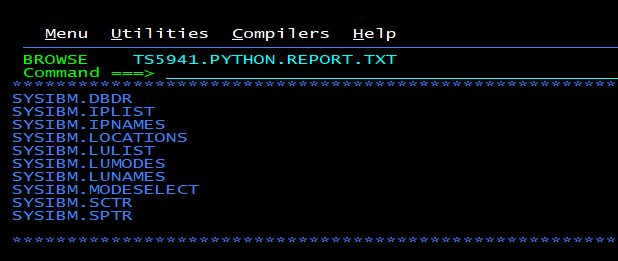 Menu Utilities Compilers Help
BROWSE TS5941.PYTHON.REPORT.TXT
Command ===> ______________________________
*******************************************************
SYSIBM.DBDR
SYSIBM.IPLIST
SYSIBM.IPNAMES
SYSIBM.LOCATIONS
SYSIBM.LULIST
SYSIBM.LUMODES
SYSIBM.LUNAMES
SYSIBM.MODESELECT
SYSIBM.SCTR
SYSIBM.SPTR
*******************************************************